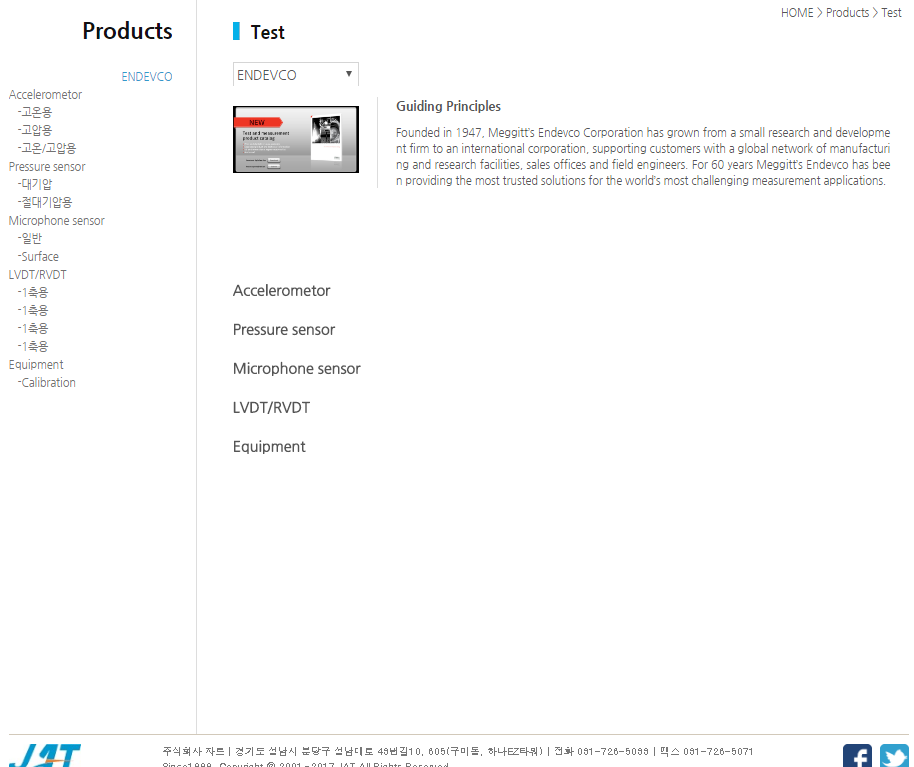 HOME > Products > Test
Products
ENDEVCO
Accelerometor
-고온용
-고압용
-고온/고압용
Pressure sensor
-대기압
-절대기압용
Microphone sensor
-일반
-Surface
LVDT/RVDT
-1축용
-1축용
-1축용
-1축용
Equipment
-Calibration
Test
ENDEVCO ▼
NEW
Test and measurement
product catalog
Guiding Principles
Founded in 1947, Meggitt's Endevco Corporation has grown from a small research and developme
nt firm to an international corporation, supporting customers with a global network of manufacturi
ng and research facilities, sales offices and field engineers. For 60 years Meggitt's Endevco has bee
n providing the most trusted solutions for the world's most challenging measurement applications.
Accelerometor
Pressure sensor
Microphone sensor
LVDT/RVDT
Equipment
JAT
주식회사 자트 | 경기도 성남시 분당구 성남대로 49번길10, 605(구미동, 하나EZ타워) | 전화 031-726-5099 | 팩스 031-726-5071
Since1999. Copyright © 2001-2017 JAT All Rights Reserved